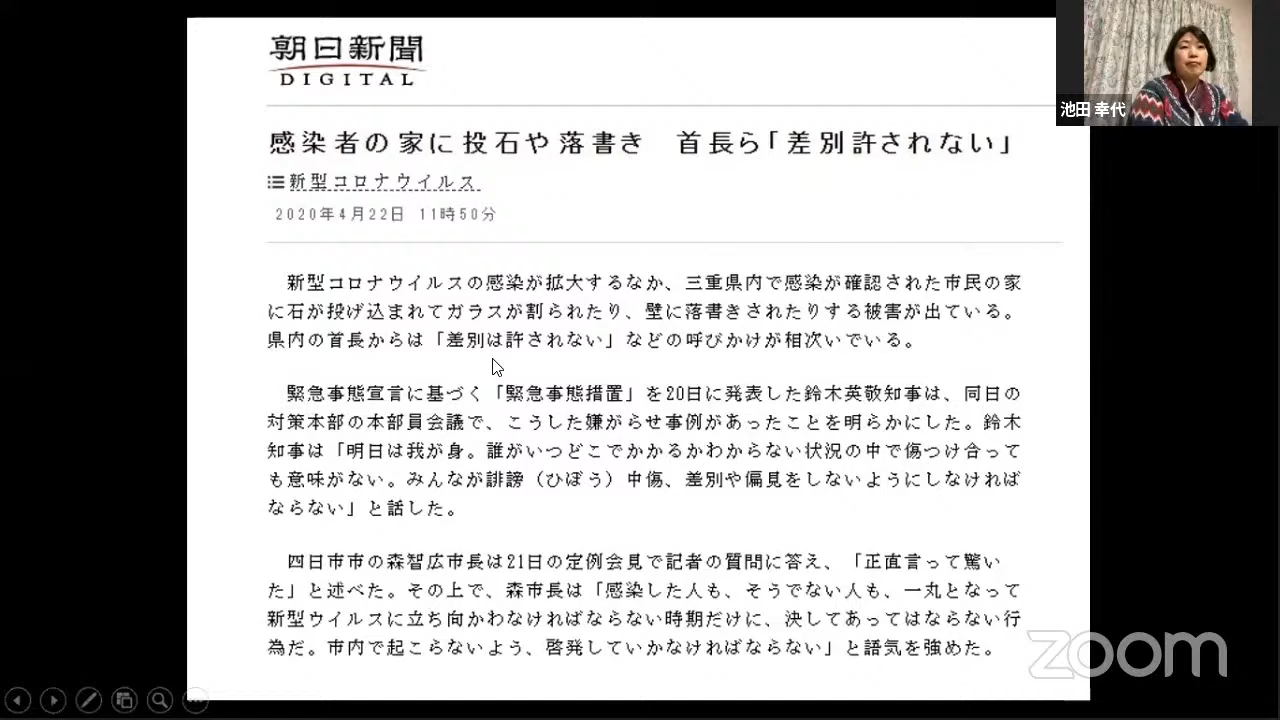 朝日新聞
DIGITAL
感染者の家に投石や落書き　首長ら「差別許されない」
新型コロナウイルス
2020年4月22日 11時50分
新型コロナウイルスの感染が拡大するなか、三重県内で感染が確認された市民の家
に石が投げ込まれてガラスが割られたり、壁に落書きされたりする被害が出ている。
県内の首長からは「差別は許されない」などの呼びかけが相次いでいる。
緊急事態宣言に基づく「緊急事態措置」を20日に発表した鈴木英敬知事は、同日の
対策本部の本部員会議で、こうした嫌がらせ事例があったことを明らかにした。鈴木
知事は「明日は我が身。誰がいつどこでかかるかわからない状況の中で傷つけ合って
も意味がない。みんなが誹謗（ひぼう）中傷、差別や偏見をしないようにしなければ
ならない」と話した。
四日市市の森智広市長は21日の定例会見で記者の質問に答え、「正直言って驚い
た」と述べた。その上で、森市長は「感染した人も、そうでない人も、一丸となって
新型ウイルスに立ち向かわなければならない時期だけに、決してあってはならない行
為だ。市内で起こらないよう、啓発していかなければならない」と語気を強めた。
池田 幸代
zoom